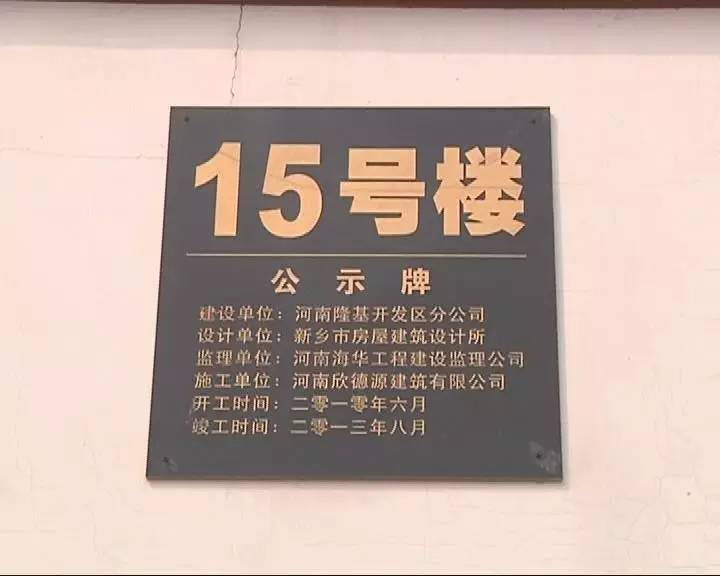 15号楼
公示牌
建设单位：河南隆基开发区分公司
设计单位：新乡市房屋建筑设计所
监理单位：河南海华工程建设监理公司
施工单位：河南欣德源建筑有限公司
开工时间：二零一零年六月
竣工时间：二零一三年八月